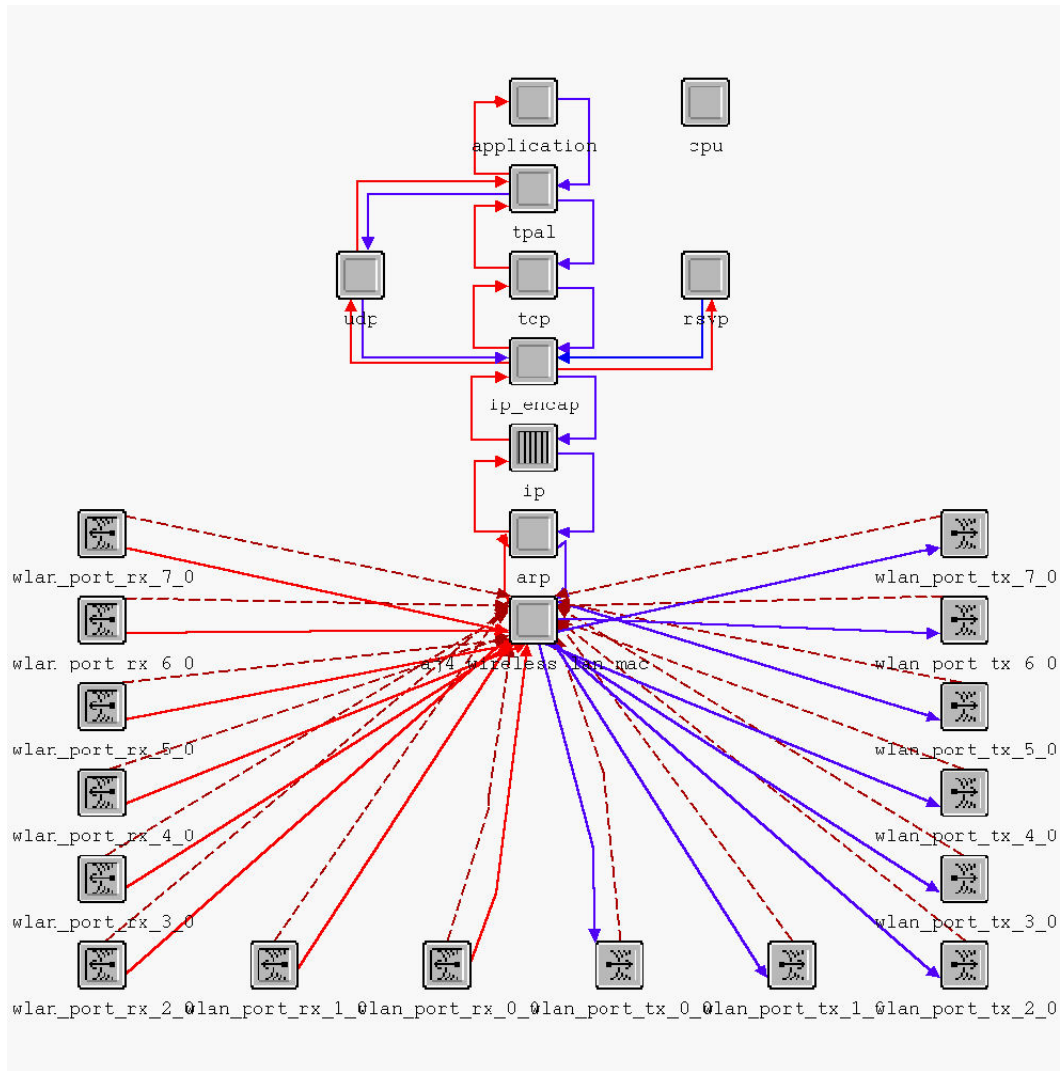 application
cpu
tpal
udp
tcp
rsvp
ip_encap
ip
arp
wlan_port_rx_7_0
wlan_port_tx_7_0
wlan_port_rx_6_0
aj4_wireless_lan_mac
wlan_port_tx_6_0
wlan_port_rx_5_0
wlan_port_tx_5_0
wlan_port_rx_4_0
wlan_port_tx_4_0
wlan_port_rx_3_0
wlan_port_tx_3_0
wlan_port_rx_2_0 wlan_port_rx_1_0 wlan_port_rx_0_0 wlan_port_tx_0_0 wlan_port_tx_1_0 wlan_port_tx_2_0